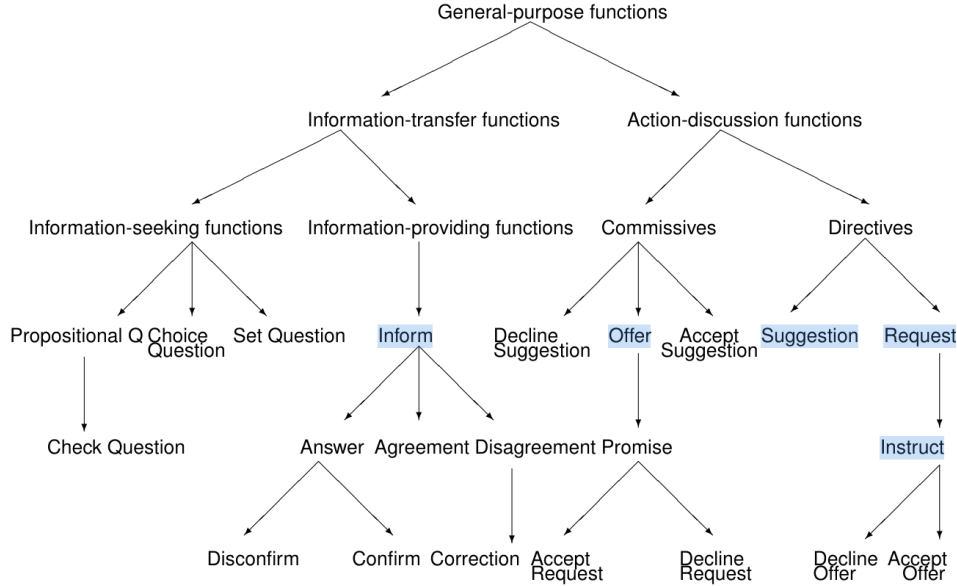 General-purpose functions
Information-transfer functions
Action-discussion functions
Information-seeking functions
Information-providing functions
Commissives
Directives
Propositional Q
Choice
Question
Set Question
Inform
Decline
Suggestion
Offer
Accept
Suggestion
Suggestion
Request
Check Question
Answer
Agreement
Disagreement
Promise
Instruct
Disconfirm
Confirm
Correction
Accept
Request
Decline
Request
Decline
Offer
Accept
Offer